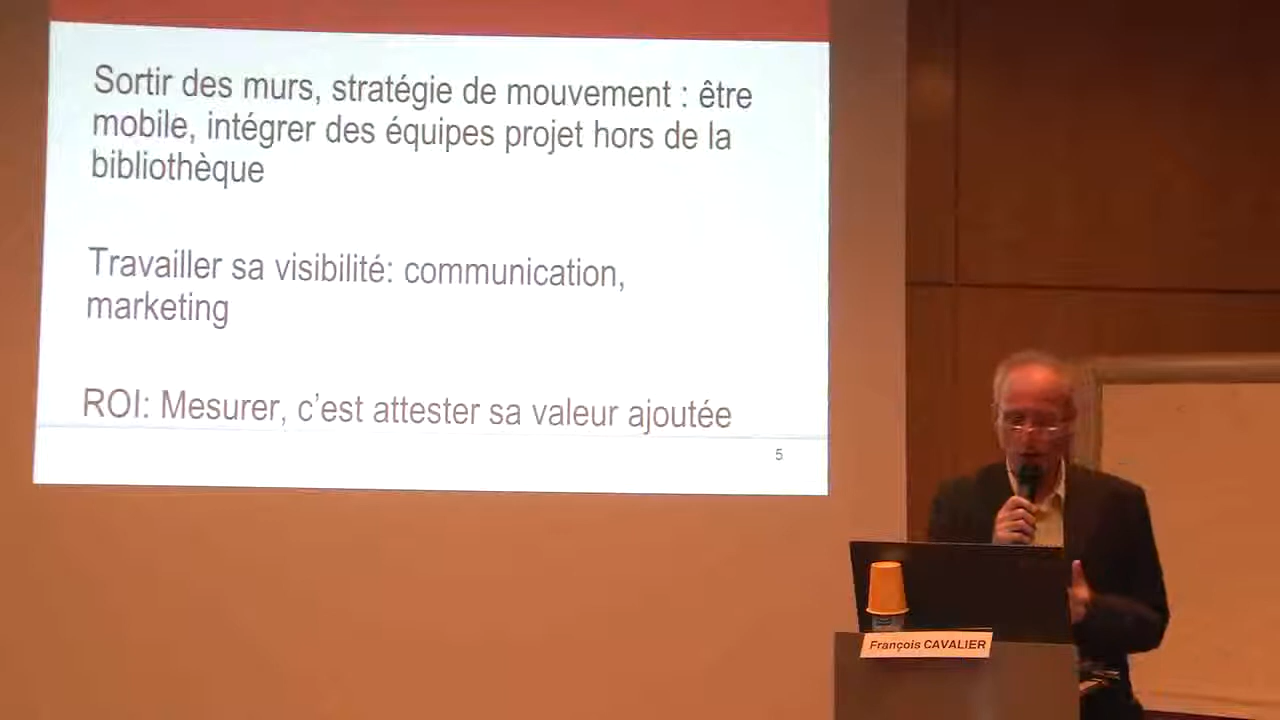 Sortir des murs, stratégie de mouvement : être
mobile, intégrer des équipes projet hors de la
bibliothèque
Travailler sa visibilité: communication,
marketing
ROI: Mesurer, c'est attester sa valeur ajoutée
5
François CAVALIER